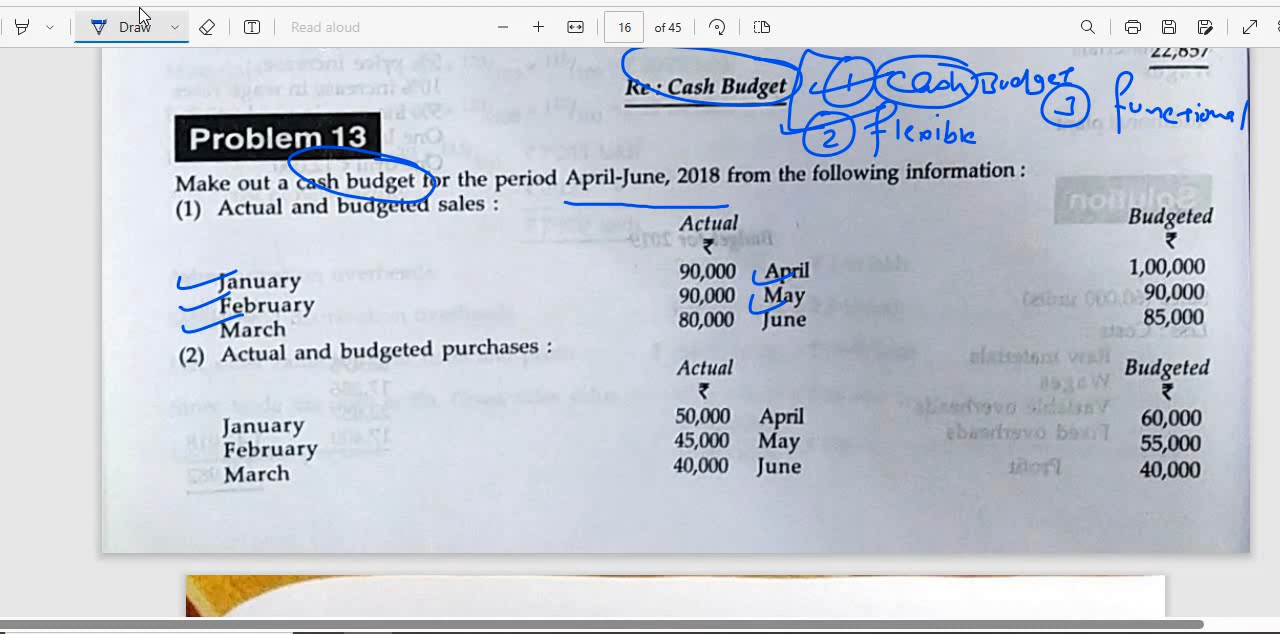 Draw
Read aloud
16 of 45
22,857
Re : Cash Budget
1 Cash Budget
2 flexible
3 functional
Problem 13
Make out a cash budget for the period April-June, 2018 from the following information :
(1) Actual and budgeted sales :
Actual Budgeted
₹ ₹
January 90,000 April 1,00,000
February 90,000 May 90,000
March 80,000 June 85,000
(2) Actual and budgeted purchases :
Actual Budgeted
₹ ₹
January 50,000 April 60,000
February 45,000 May 55,000
March 40,000 June 40,000